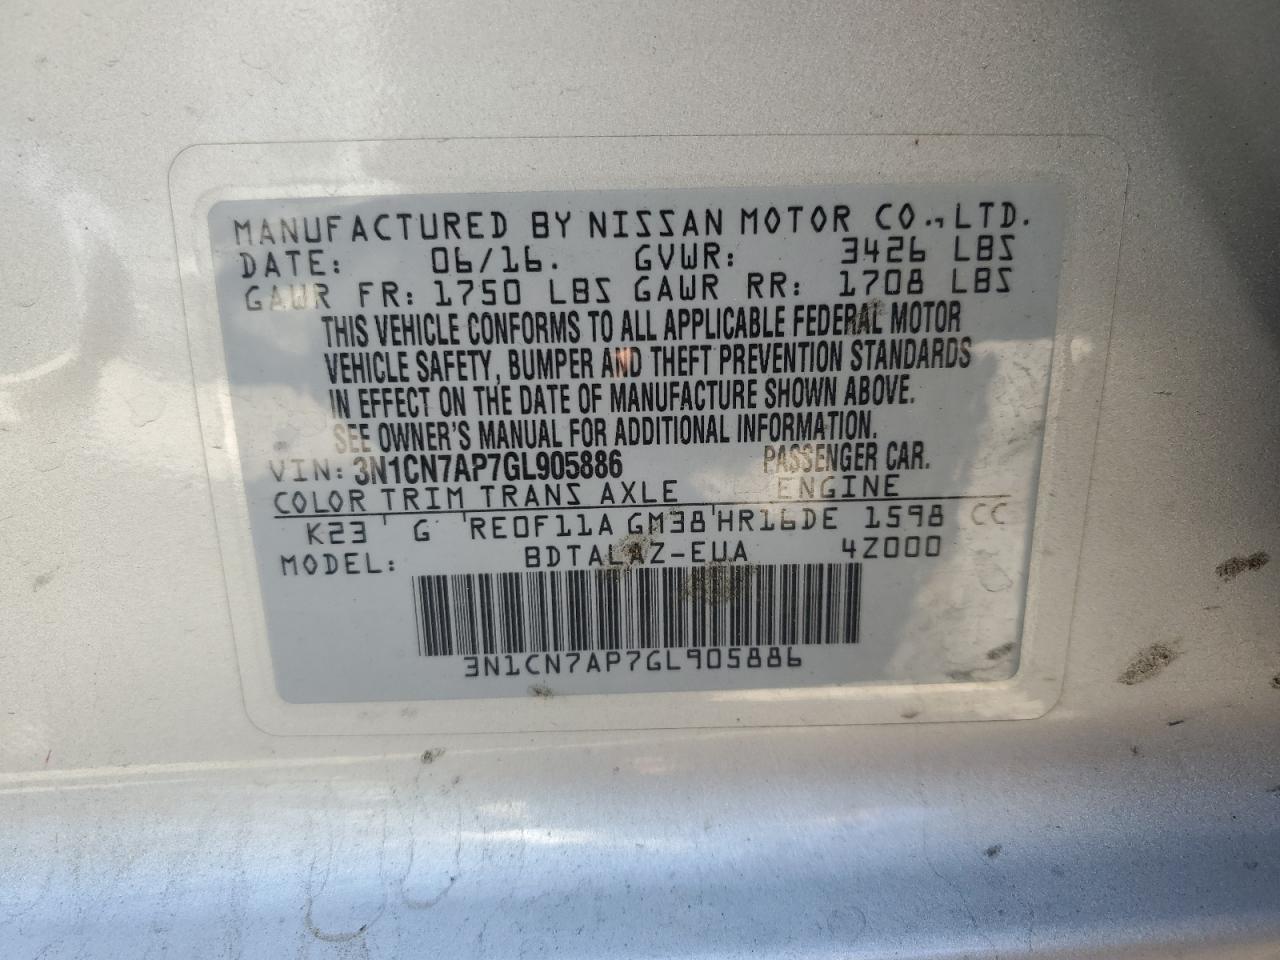 MANUFACTURED BY NISSAN MOTOR CO., LTD.
DATE: 06/16. GVWR: 3426 LBS
GAWR FR: 1750 LBS GAWR RR: 1708 LBS
THIS VEHICLE CONFORMS TO ALL APPLICABLE FEDERAL MOTOR
VEHICLE SAFETY, BUMPER AND THEFT PREVENTION STANDARDS
IN EFFECT ON THE DATE OF MANUFACTURE SHOWN ABOVE.
SEE OWNER'S MANUAL FOR ADDITIONAL INFORMATION.
VIN: 3N1CN7AP7GL905886 PASSENGER CAR.
COLOR TRIM TRANS AXLE ENGINE
K23 ' G ' RE0F11A GM38 ' HR16DE 1598 CC
MODEL: BDTALAZ-EUA 4Z000
3N1CN7AP7GL905886